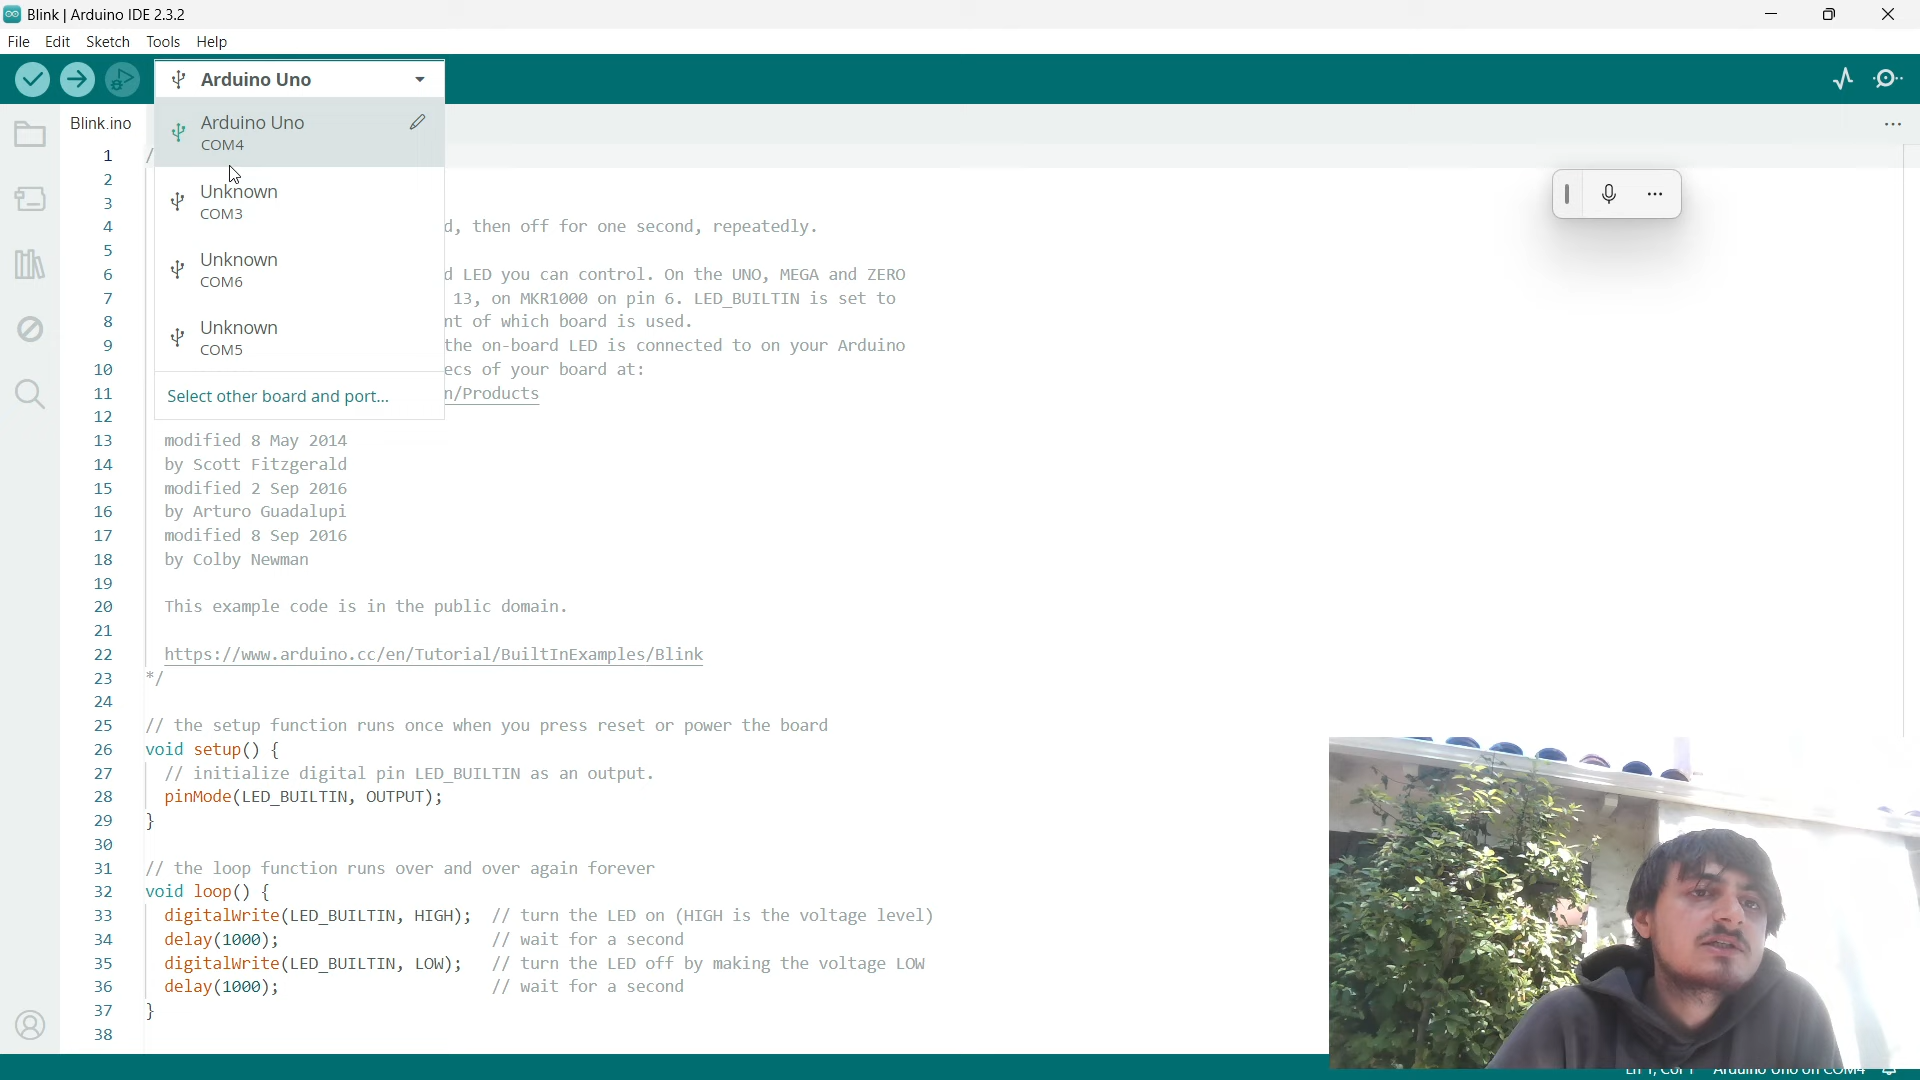 Blink | Arduino IDE 2.3.2
File Edit Sketch Tools Help
Arduino Uno
Arduino Uno
COM4
Unknown
COM3
Unknown
COM6
Unknown
COM5
Select other board and port...
Blink.ino
1 /
2
3
4 d, then off for one second, repeatedly.
5
6 d LED you can control. On the UNO, MEGA and ZERO
7 13, on MKR1000 on pin 6. LED_BUILTIN is set to
8 nt of which board is used.
9 the on-board LED is connected to on your Arduino
10 ecs of your board at:
11 n/Products
12
13 modified 8 May 2014
14 by Scott Fitzgerald
15 modified 2 Sep 2016
16 by Arturo Guadalupi
17 modified 8 Sep 2016
18 by Colby Newman
19
20 This example code is in the public domain.
21
22 https://www.arduino.cc/en/Tutorial/BuiltInExamples/Blink
23 */
24
25 // the setup function runs once when you press reset or power the board
26 void setup() {
27 // initialize digital pin LED_BUILTIN as an output.
28 pinMode(LED_BUILTIN, OUTPUT);
29 }
30
31 // the loop function runs over and over again forever
32 void loop() {
33 digitalWrite(LED_BUILTIN, HIGH); // turn the LED on (HIGH is the voltage level)
34 delay(1000); // wait for a second
35 digitalWrite(LED_BUILTIN, LOW); // turn the LED off by making the voltage LOW
36 delay(1000); // wait for a second
37 }
38
Ln 1, Col 1 Arduino Uno on COM4